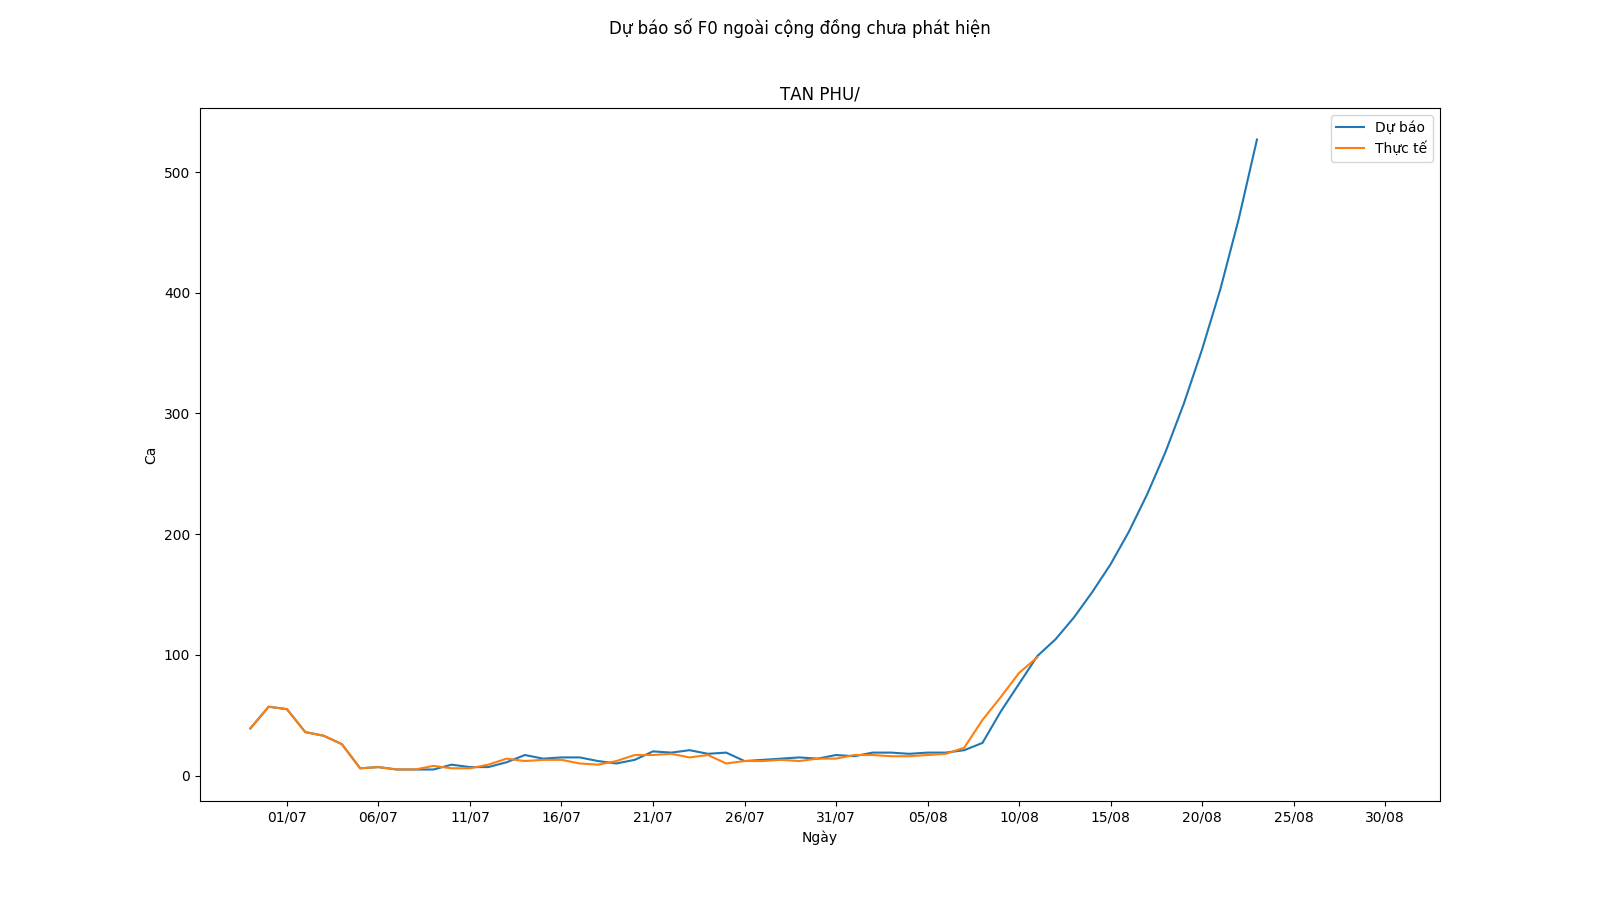 Dự báo số F0 ngoài cộng đồng chưa phát hiện
TAN PHU/
Dự báo
Thực tế
500
400
300
200
100
0
Ca
01/07 06/07 11/07 16/07 21/07 26/07 31/07 05/08 10/08 15/08 20/08 25/08 30/08
Ngày